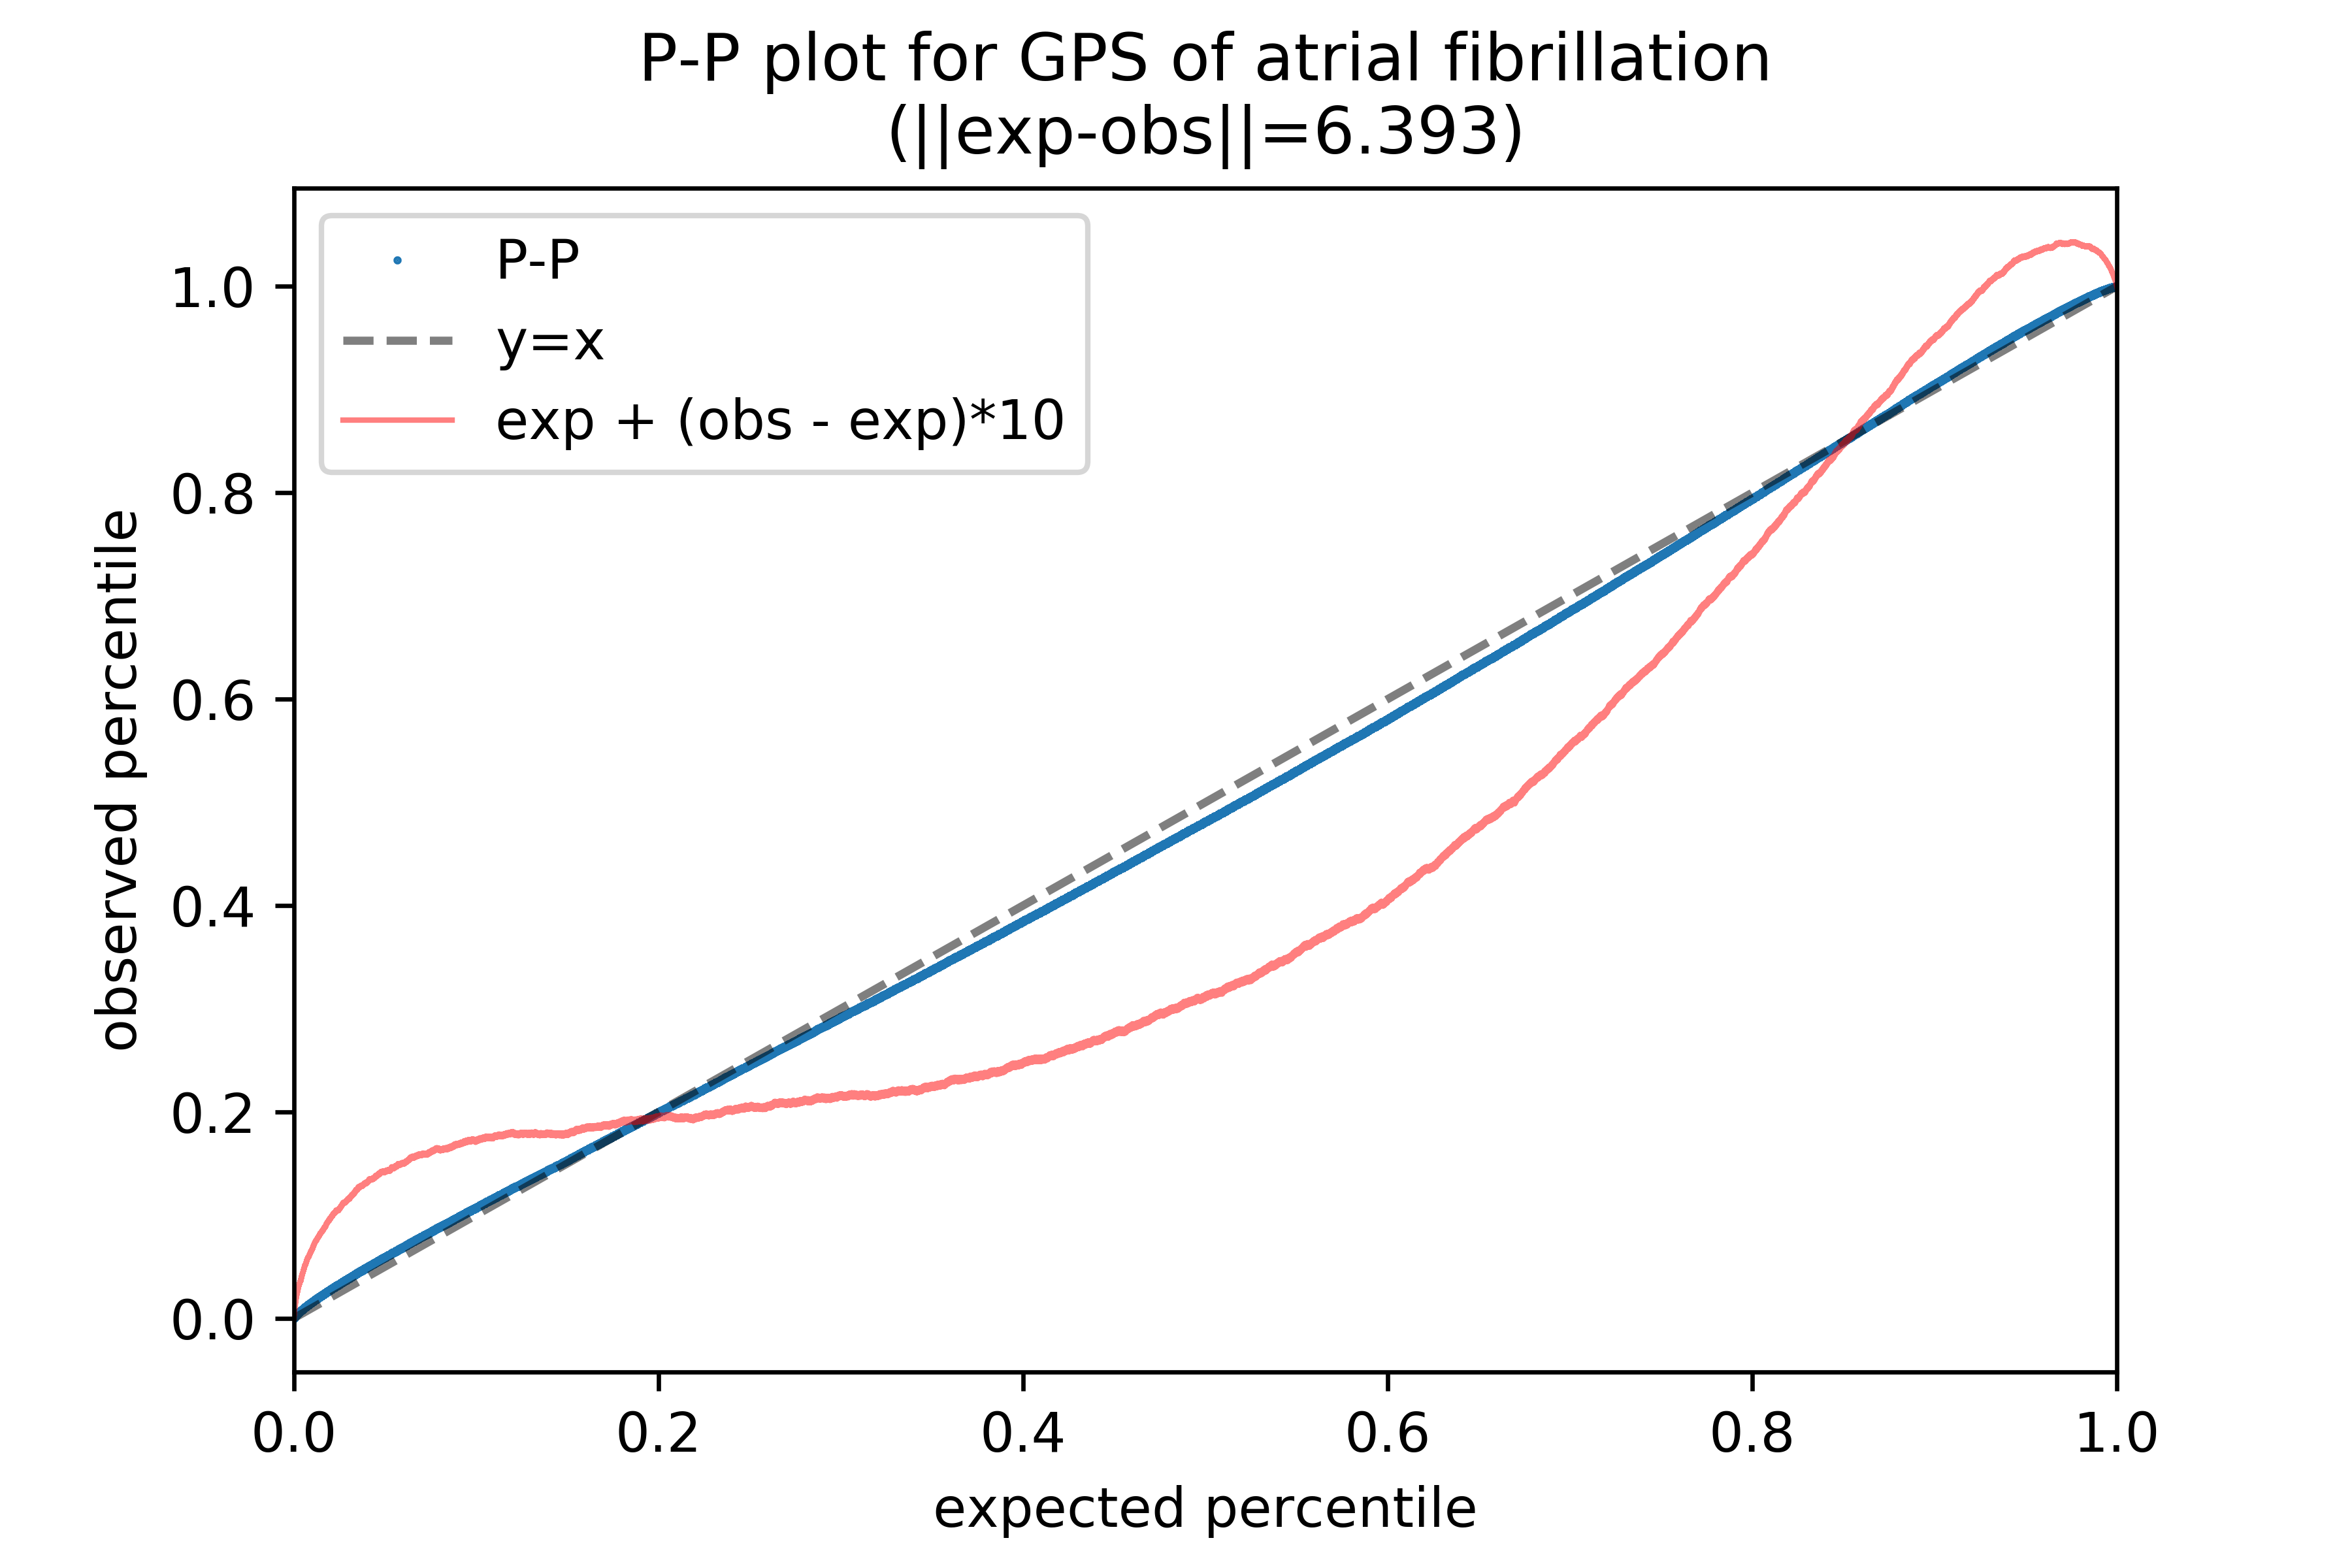 P-P plot for GPS of atrial fibrillation
(||exp-obs||=6.393)
P-P
y=x
exp + (obs - exp)*10
1.0
0.8
0.6
0.4
0.2
0.0
observed percentile
0.0 0.2 0.4 0.6 0.8 1.0
expected percentile